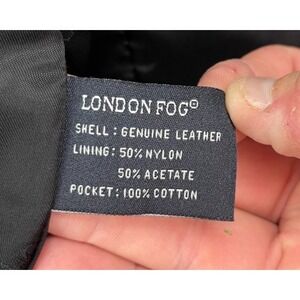 LONDON FOG®
SHELL : GENUINE LEATHER
LINING: 50% NYLON
50% ACETATE
POCKET: 100% COTTON